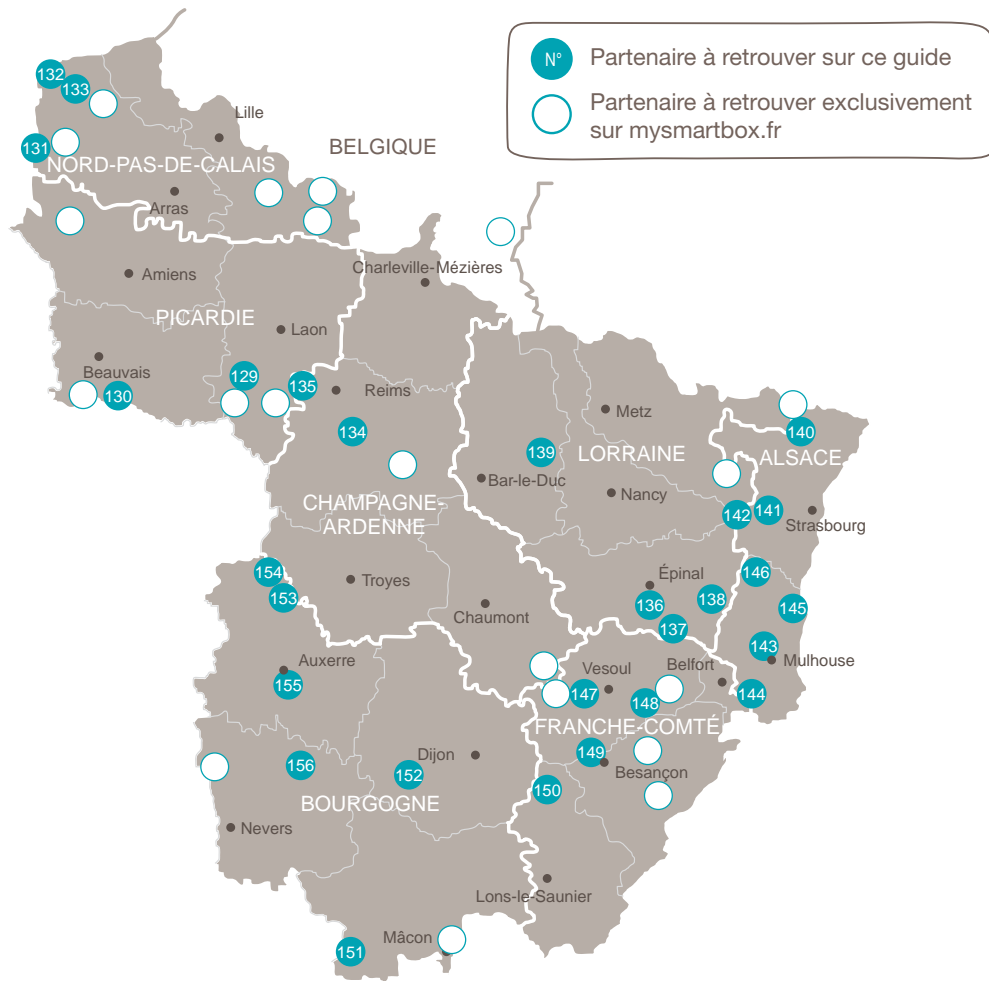 N° Partenaire à retrouver sur ce guide
Partenaire à retrouver exclusivement
sur mysmartbox.fr
132
133
Lille
131
BELGIQUE
NORD-PAS-DE-CALAIS
Arras
Amiens
Charleville-Mézières
PICARDIE
Laon
Beauvais
129
130
135
Reims
Metz
134
139
LORRAINE
140
ALSACE
Bar-le-Duc
Nancy
CHAMPAGNE-
ARDENNE
142
141
Strasbourg
154
153
Troyes
Épinal
146
136
138
145
Chaumont
137
143
Mulhouse
Auxerre
155
Vesoul
Belfort
147
148
144
FRANCHE-COMTÉ
149
Besançon
Dijon
156
152
150
BOURGOGNE
Nevers
Lons-le-Saunier
Mâcon
151